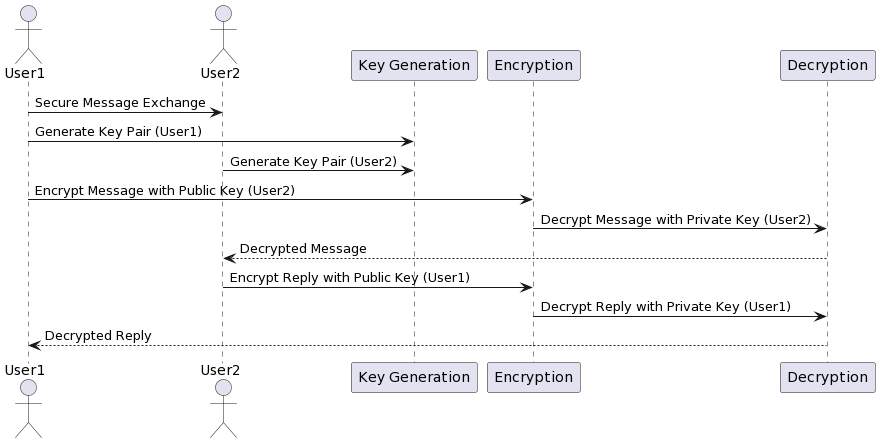 User1
User2
Key Generation
Encryption
Decryption
Secure Message Exchange
Generate Key Pair (User1)
Generate Key Pair (User2)
Encrypt Message with Public Key (User2)
Decrypt Message with Private Key (User2)
Decrypted Message
Encrypt Reply with Public Key (User1)
Decrypt Reply with Private Key (User1)
Decrypted Reply
User1
User2
Key Generation
Encryption
Decryption